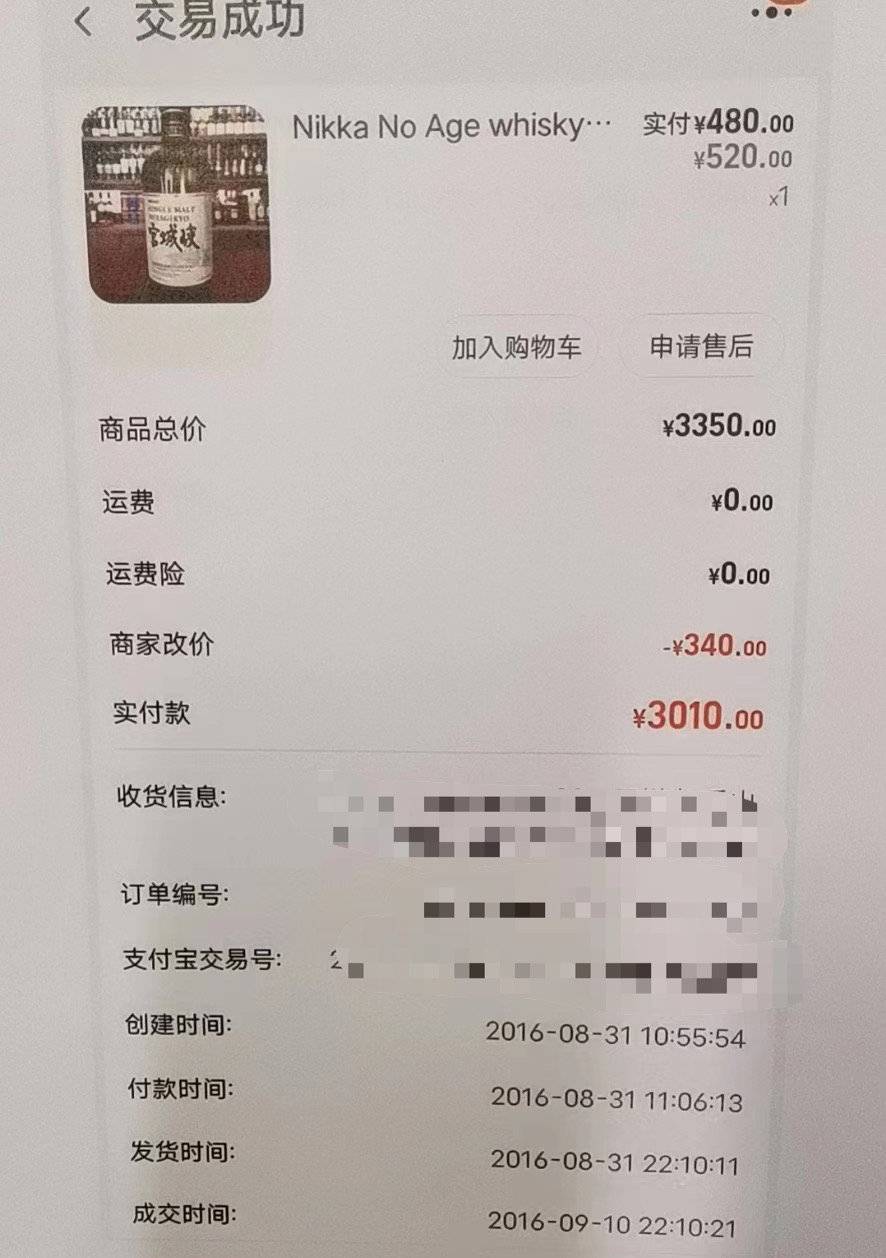 交易成功
Nikka No Age whisky… 实付¥480.00
¥520.00
x1
SINGLE MALT
MIYAGIKYO
宮城峡
加入购物车 申请售后
商品总价 ¥3350.00
运费 ¥0.00
运费险 ¥0.00
商家改价 -¥340.00
实付款 ¥3010.00
收货信息:
订单编号:
支付宝交易号: 2
创建时间: 2016-08-31 10:55:54
付款时间: 2016-08-31 11:06:13
发货时间: 2016-08-31 22:10:11
成交时间: 2016-09-10 22:10:21